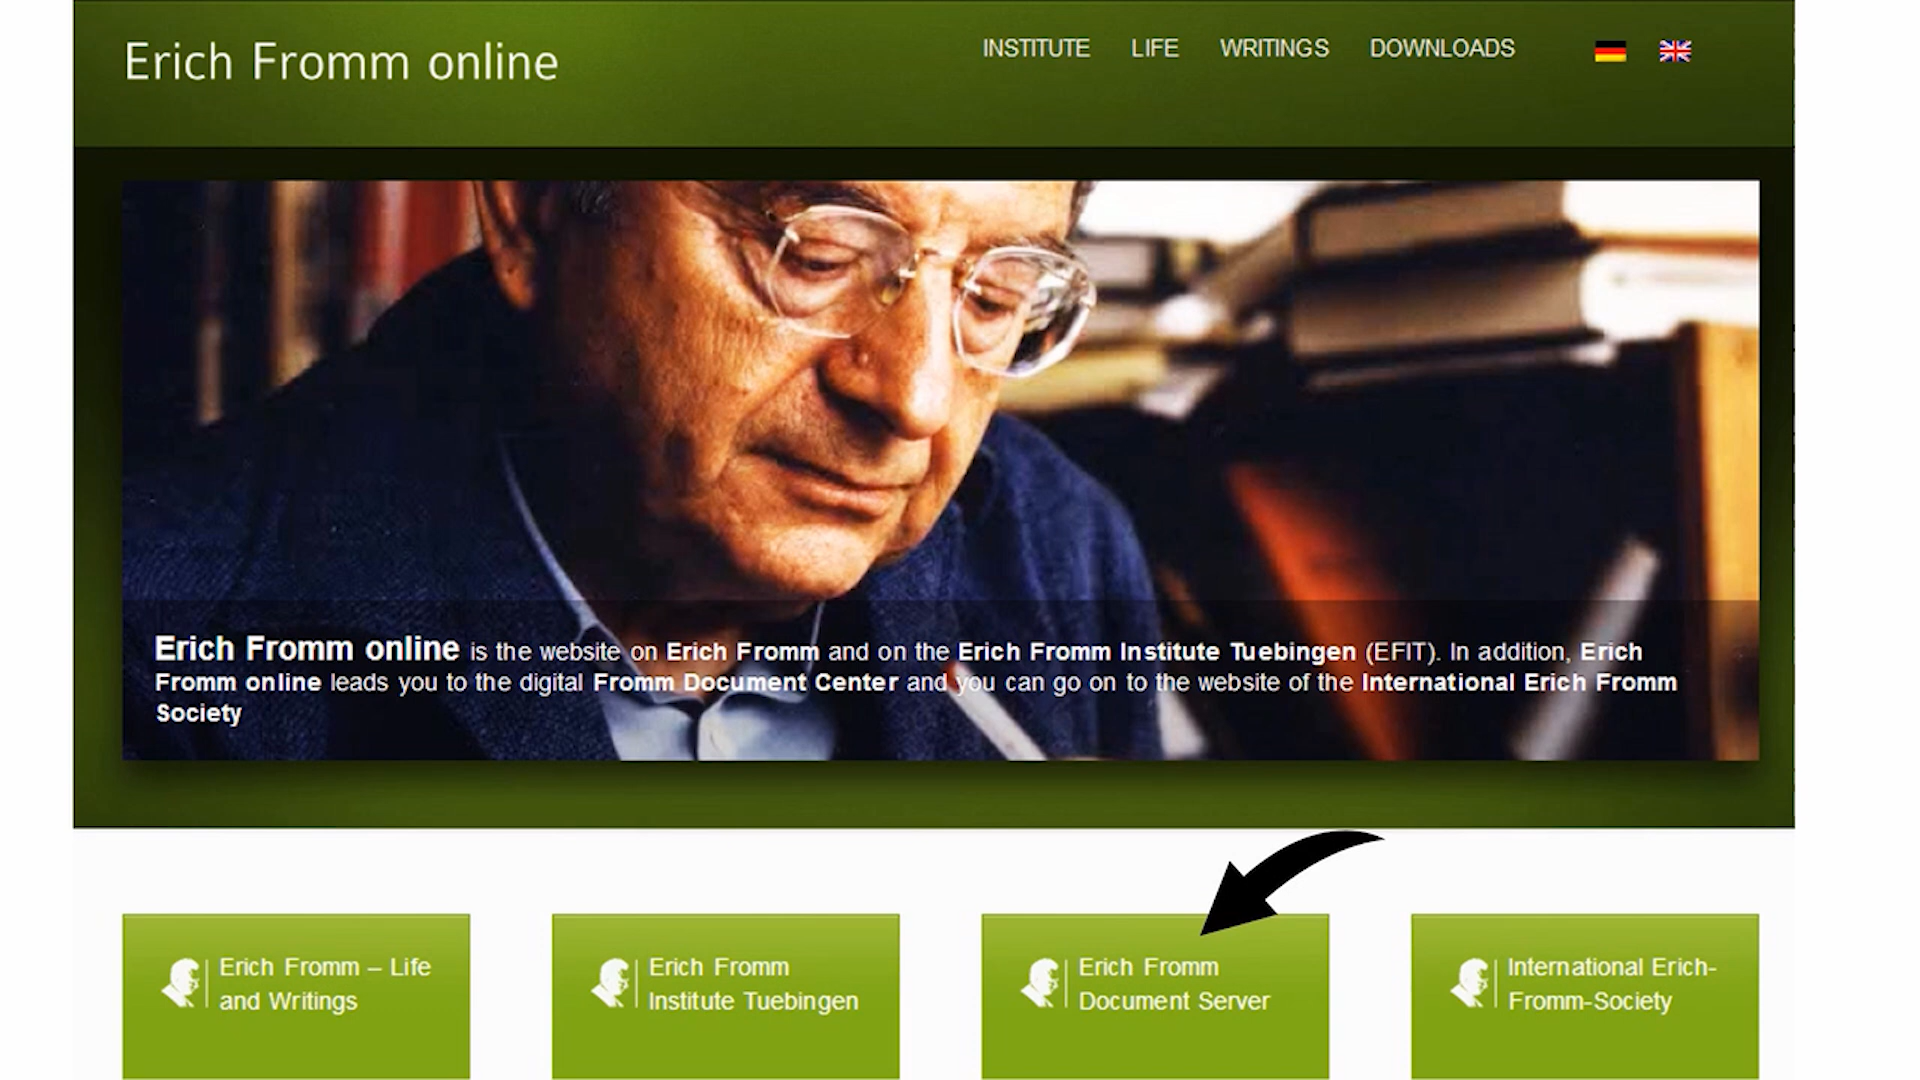 Erich Fromm online
INSTITUTE LIFE WRITINGS DOWNLOADS
Erich Fromm online is the website on Erich Fromm and on the Erich Fromm Institute Tuebingen (EFIT). In addition, Erich
Fromm online leads you to the digital Fromm Document Center and you can go on to the website of the International Erich Fromm
Society
Erich Fromm – Life
and Writings
Erich Fromm
Institute Tuebingen
Erich Fromm
Document Server
International Erich-
Fromm-Society